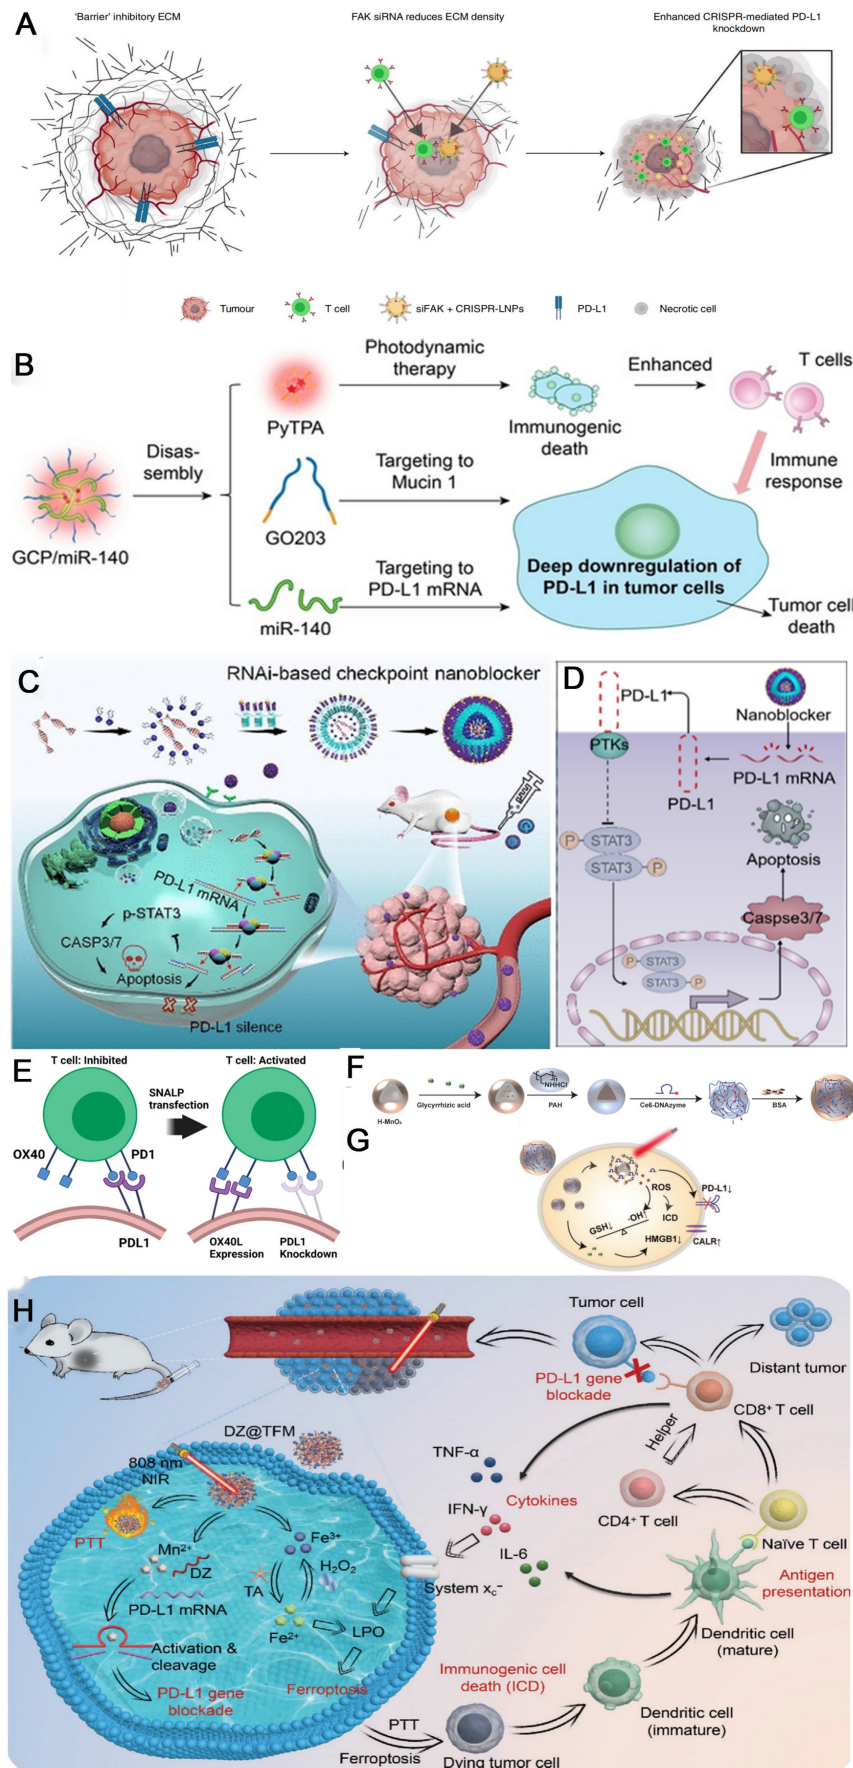 A
'Barrier' inhibitory ECM
FAK siRNA reduces ECM density
Enhanced CRISPR-mediated PD-L1
knockdown
Tumour
T cell
siFAK + CRISPR-LNPs
PD-L1
Necrotic cell
B
GCP/miR-140
Disas-
sembly
PyTPA
Photodynamic
therapy
Immunogenic
death
Enhanced
T cells
Immune
response
GO203
Targeting to
Mucin 1
miR-140
Targeting to
PD-L1 mRNA
Deep downregulation of
PD-L1 in tumor cells
Tumor cell
death
C
RNAi-based checkpoint nanoblocker
PD-L1 mRNA
p-STAT3
CASP3/7
Apoptosis
PD-L1 silence
D
PD-L1
Nanoblocker
PTKs
PD-L1 mRNA
PD-L1
P
STAT3
STAT3
P
Apoptosis
Caspse3/7
P
STAT3
STAT3
P
E
T cell: Inhibited
SNALP
transfection
T cell: Activated
OX40
PD1
PDL1
OX40L
Expression
PDL1
Knockdown
F
H-MnO₂
Glycyrrhizic acid
NHHCl
PAH
Ce6-DNAzyme
BSA
G
ROS
PD-L1↓
·OH
ICD
GSH↓
HMGB1↓
CALR↑
H
Tumor cell
Distant tumor
PD-L1 gene
blockade
CD8⁺ T cell
DZ@TFM
808 nm
NIR
TNF-α
Helper
PTT
IFN-γ
Cytokines
CD4⁺ T cell
Naïve T cell
Mn²⁺
DZ
Fe³⁺
H₂O₂
IL-6
Antigen
presentation
System xc⁻
TA
PD-L1 mRNA
Fe²⁺
LPO
Dendritic cell
(mature)
Activation &
cleavage
Ferroptosis
PD-L1 gene
blockade
Immunogenic cell
death (ICD)
Dendritic cell
(immature)
PTT
Ferroptosis
Dying tumor cell